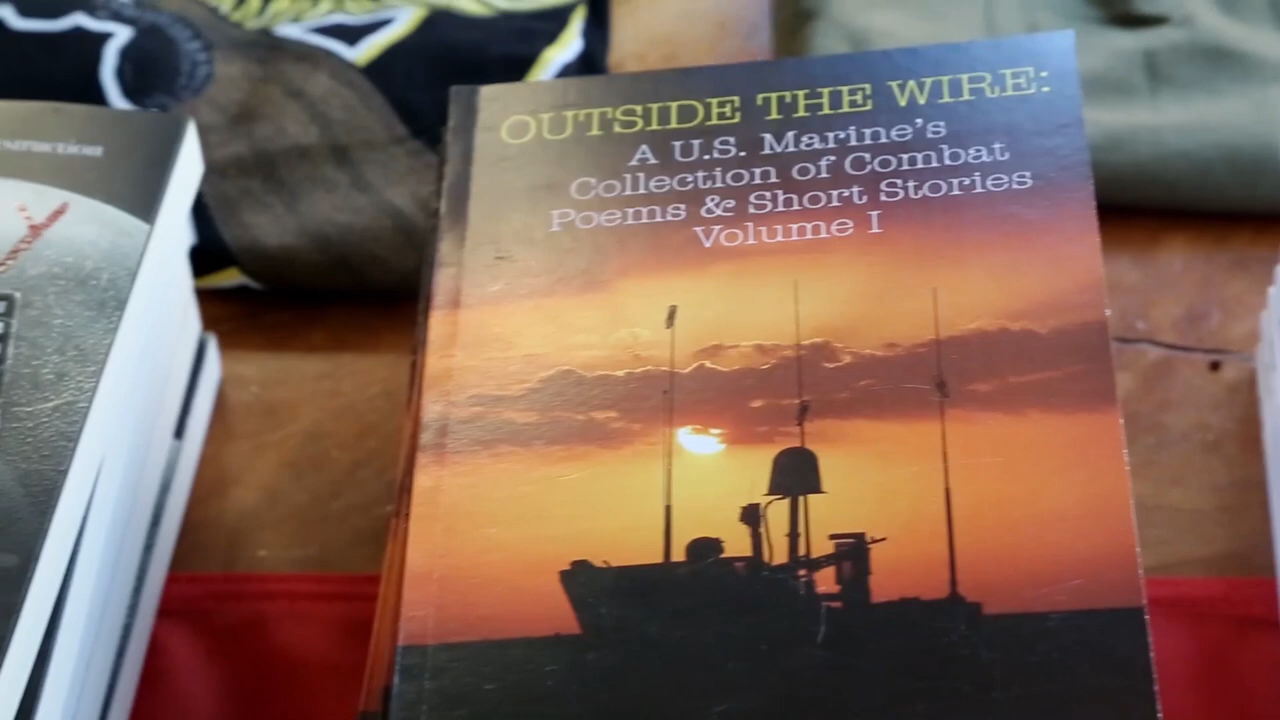 OUTSIDE THE WIRE:
A U.S. Marine's
Collection of Combat
Poems & Short Stories
Volume I